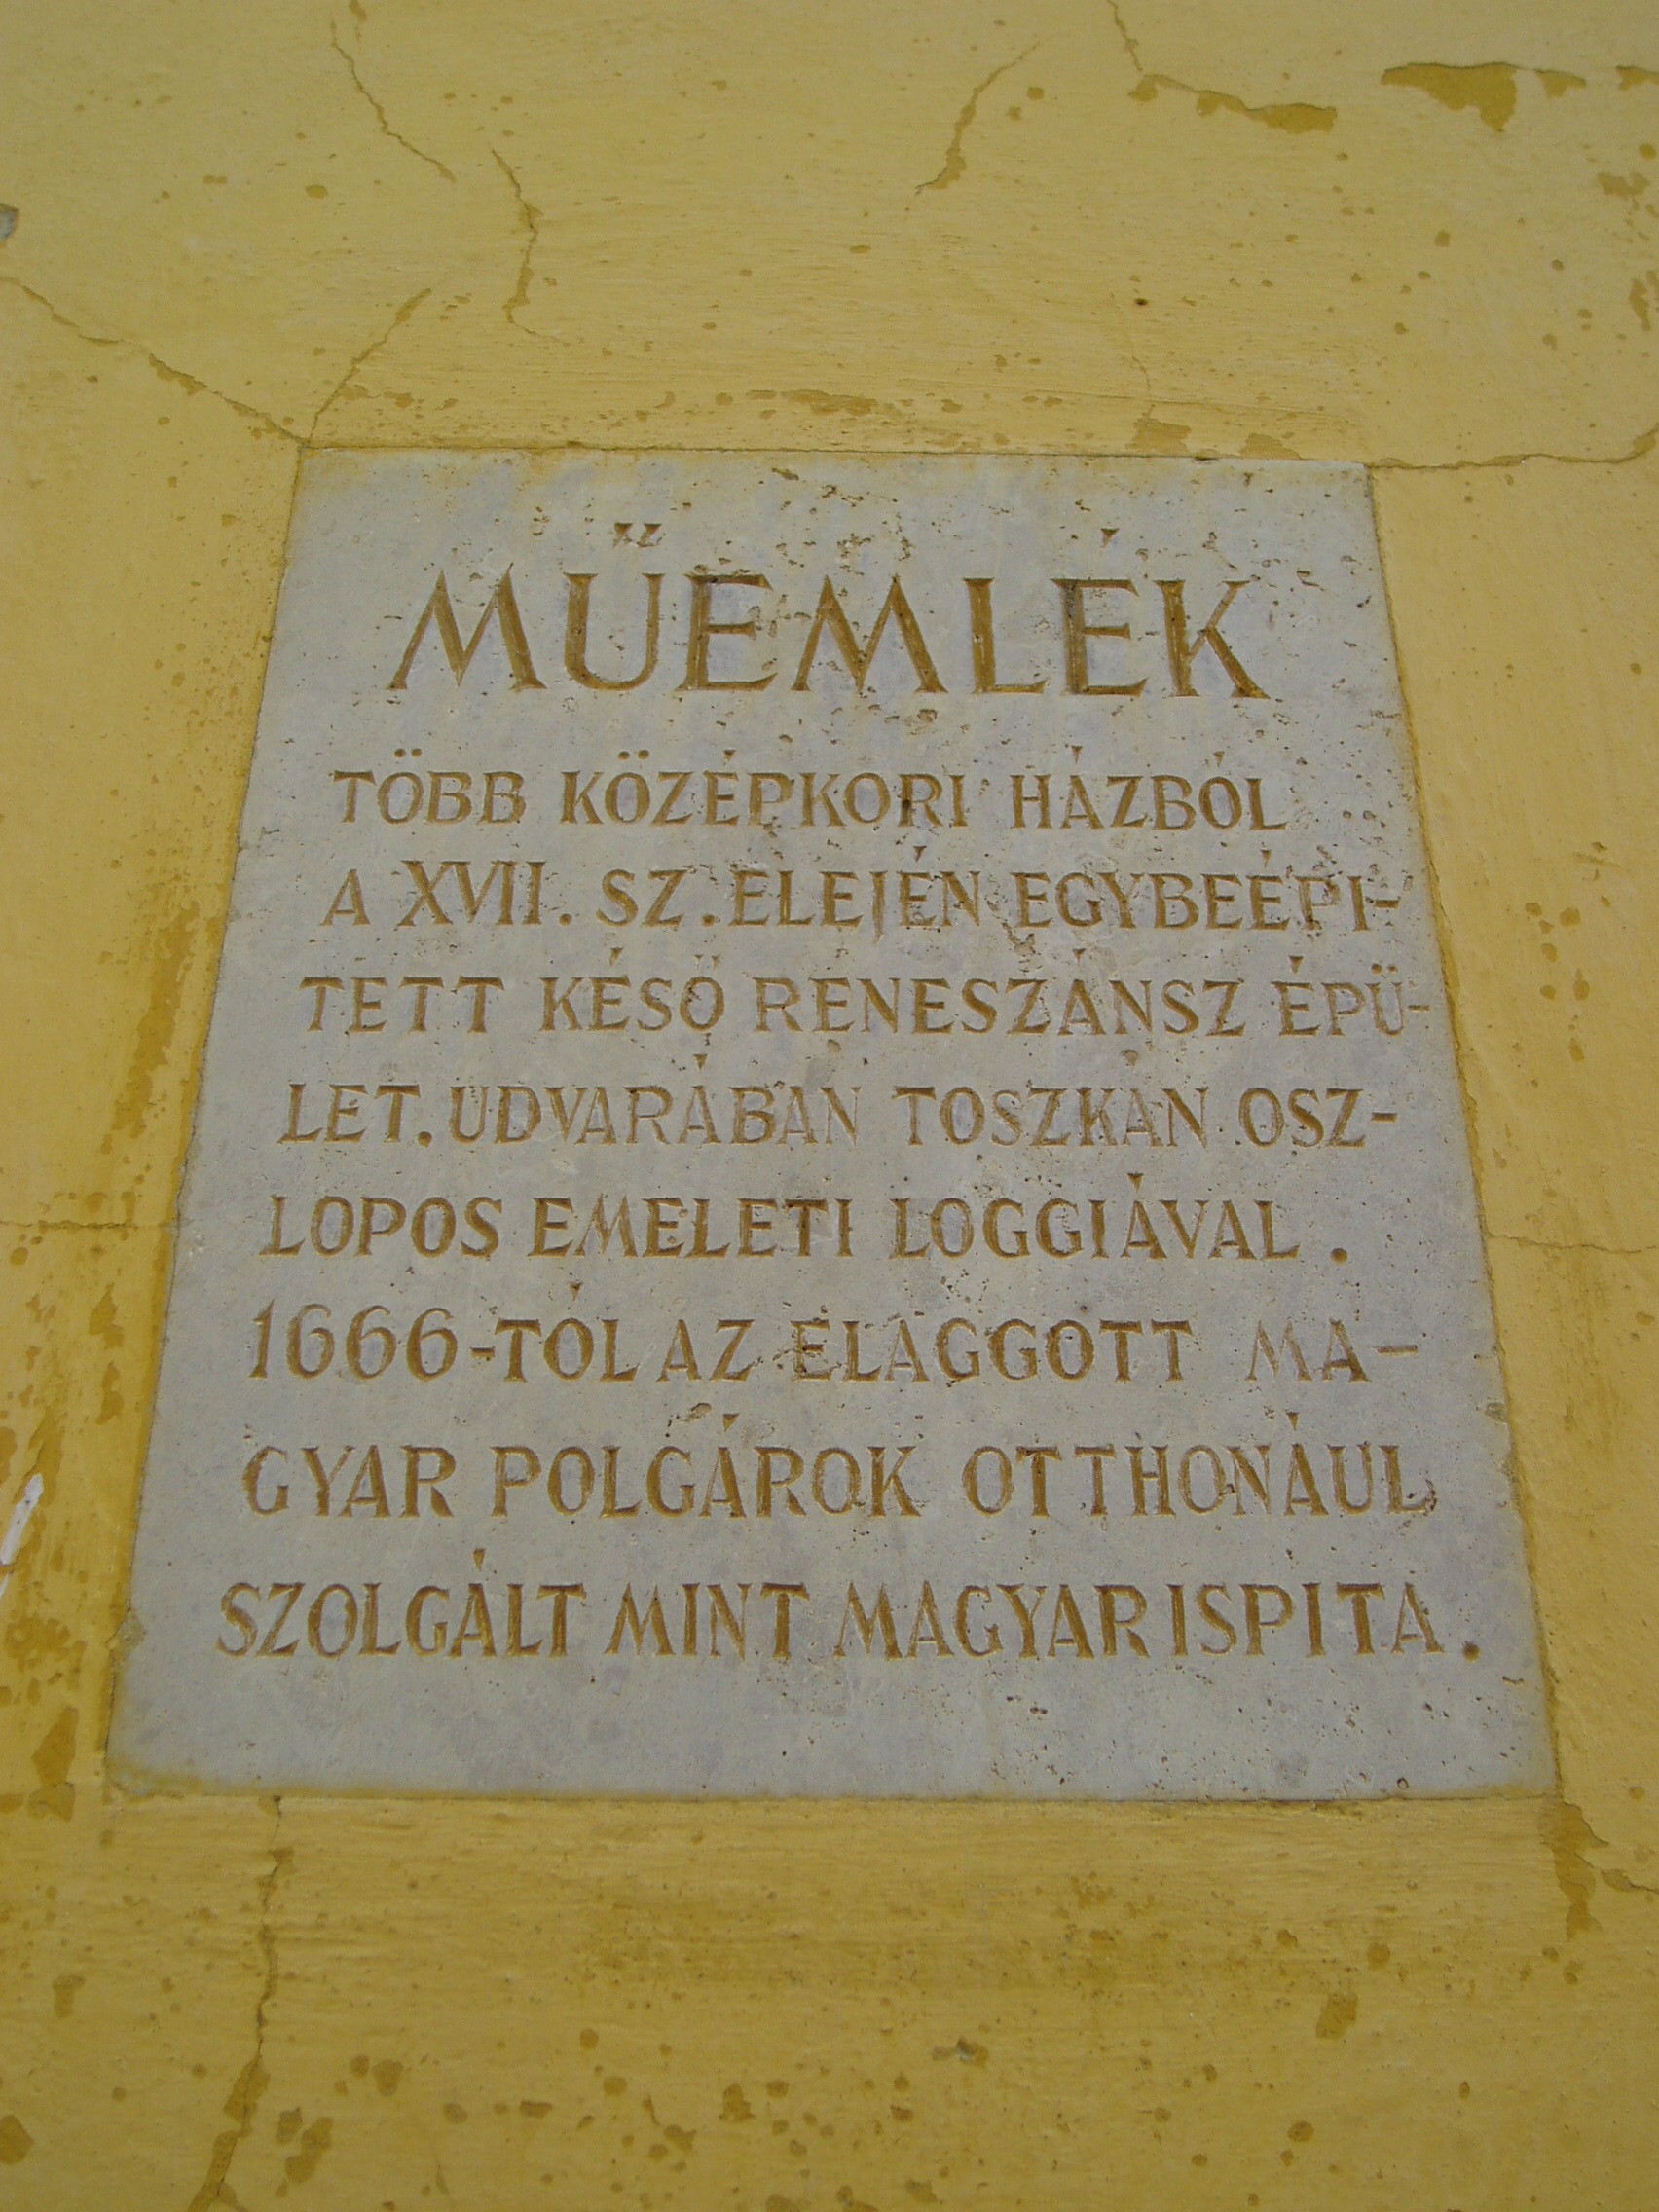 MŰEMLÉK
TÖBB KÖZÉPKORI HÁZBÓL
A XVII. SZ. ELEJÉN EGYBEÉPI-
TETT KÉSŐ RENESZÁNSZ ÉPÜ-
LET. UDVARÁBAN TOSZKÁN OSZ-
LOPOS EMELETI LOGGIÁVAL.
1666-TÓL AZ ELAGGOTT MA-
GYAR POLGÁROK OTTHONÁUL
SZOLGÁLT MINT MAGYAR ISPITA.